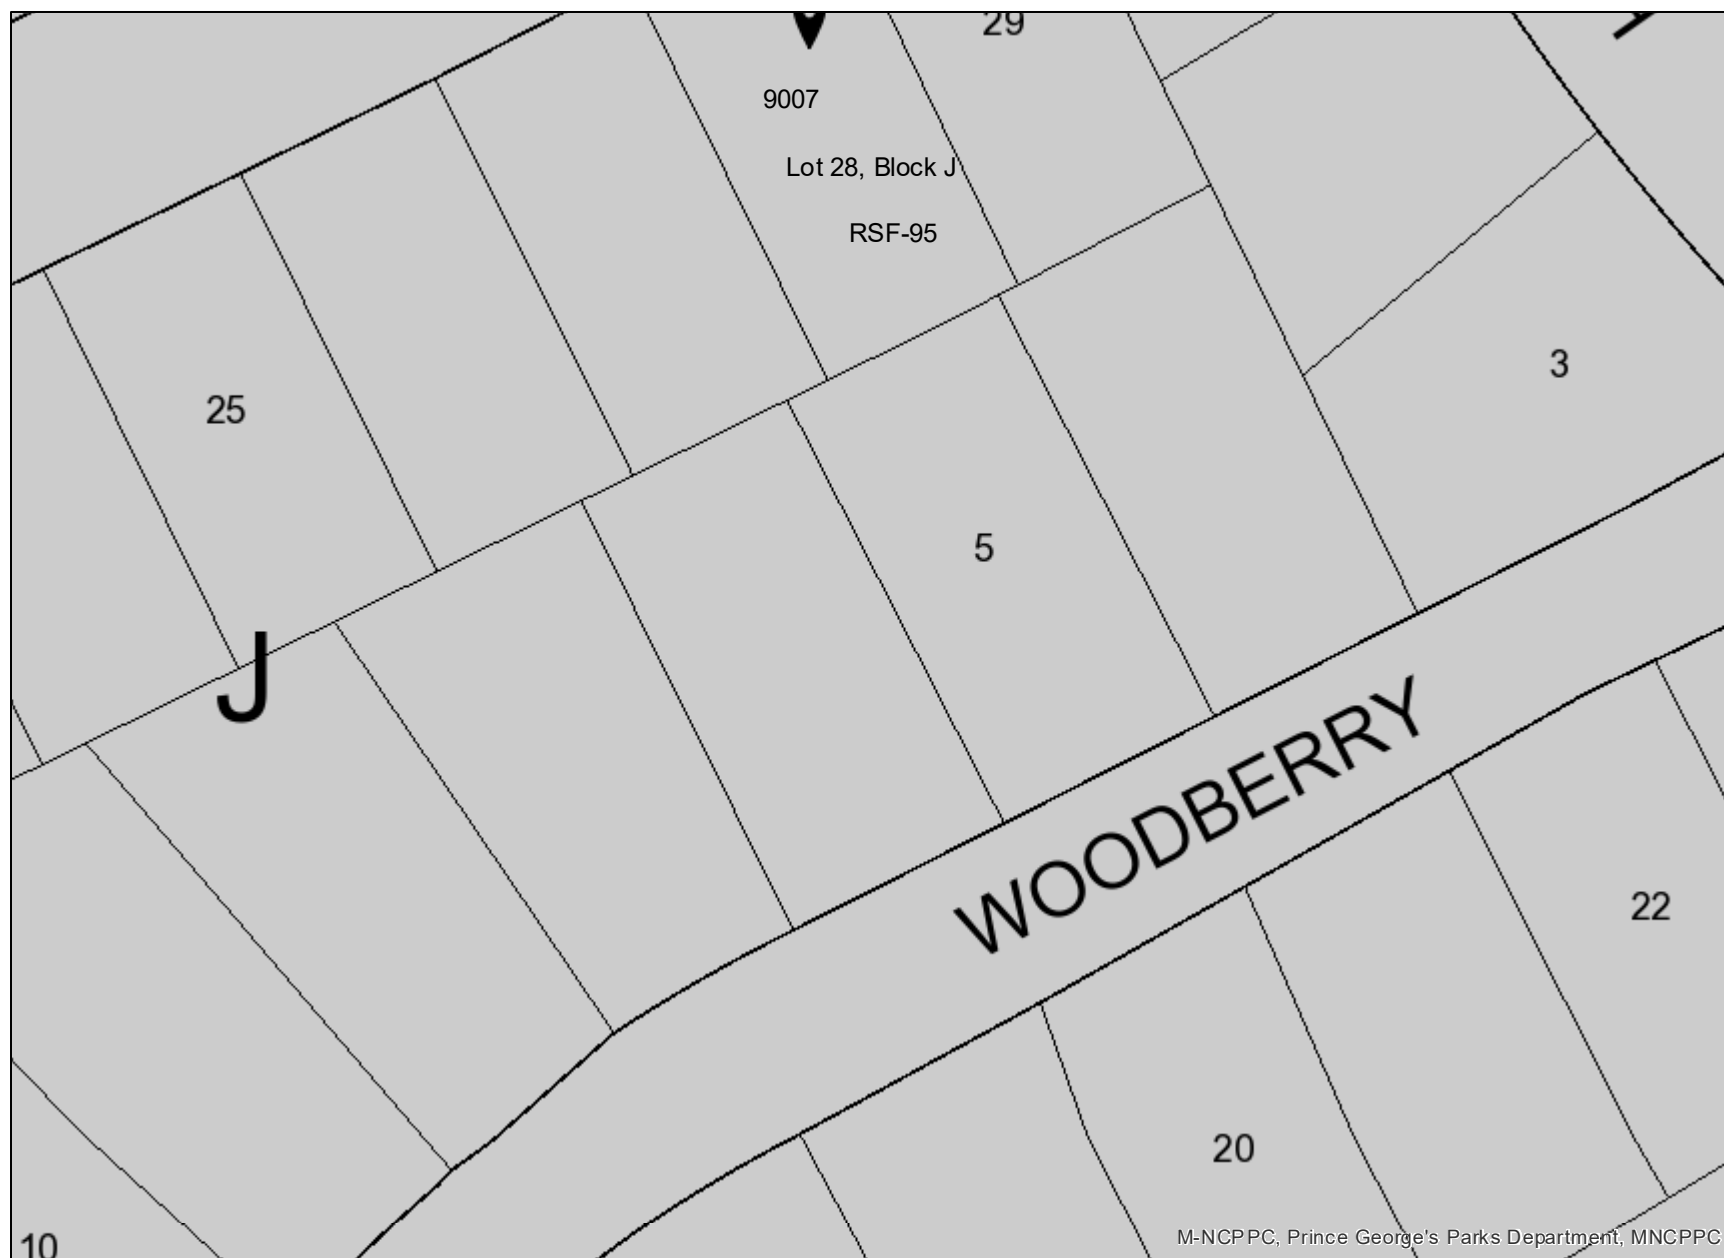 29
9007
Lot 28, Block J
RSF-95
3
25
5
J
WOODBERRY
22
20
10
M-NCPPC, Prince George's Parks Department, MNCPPC